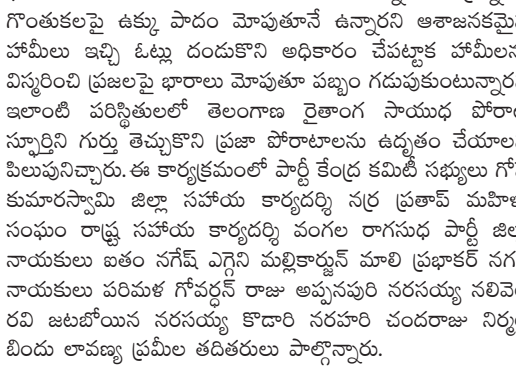 గొంతుకలపై ఉక్కు పాదం మోపుతూనే ఉన్నారని ఆశాజనకమై
హామీలు ఇచ్చి ఓట్లు దండుకొని అధికారం చేపట్టాక హామీల
విస్మరించి ప్రజలపై భారాలు మోపుతూ పబ్బం గడుపుకుంటున్నార
ఇలాంటి పరిస్థితులలో తెలంగాణ రైతాంగ సాయుధ పోరా
స్ఫూర్తిని గుర్తు తెచ్చుకొని ప్రజా పోరాటాలను ఉదృతం చేయాల
పిలుపునిచ్చారు. ఈ కార్యక్రమంలో పార్టీ కేంద్ర కమిటీ సభ్యులు గో
కుమారస్వామి జిల్లా సహాయ కార్యదర్శి నర్ర ప్రతాప్ మహిళ
సంఘం రాష్ట్ర సహాయ కార్యదర్శి వంగల రాగసుధ పార్టీ జిల
నాయకులు ఐతం నగేష్ ఎగ్గెని మల్లికార్జున్ మాలి ప్రభాకర్ నగ
నాయకులు పరిమళ గోవర్ధన్ రాజు అప్పనపురి నరసయ్య నలివె
రవి జటబోయిన నరసయ్య కొడారి నరహరి చందరాజు నిర్మ
బిందు లావణ్య ప్రమీల తదితరులు పాల్గొన్నారు.